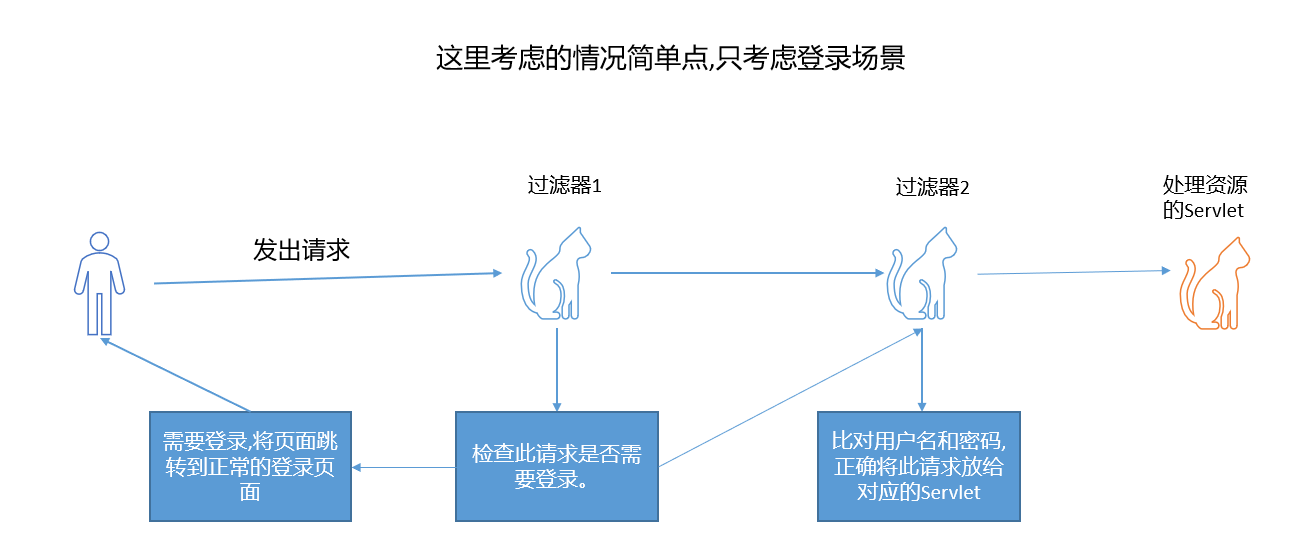 这里考虑的情况简单点,只考虑登录场景
过滤器1
过滤器2
处理资源
的Servlet
发出请求
需要登录,将页面跳
转到正常的登录页
面
检查此请求是否需
要登录。
比对用户名和密码,
正确将此请求放给
对应的Servlet